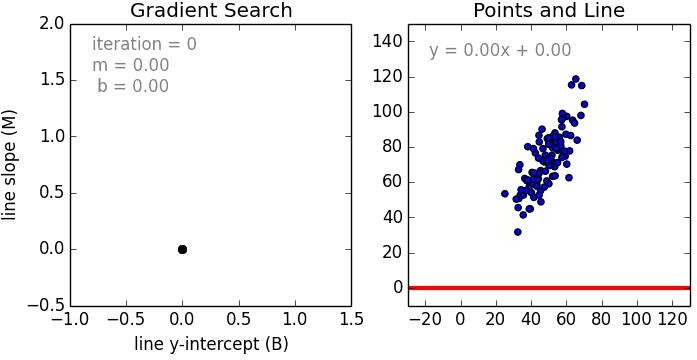 Gradient Search
iteration = 0
m = 0.00
b = 0.00
2.0
1.5
1.0
0.5
0.0
−0.5
−1.0 −0.5 0.0 0.5 1.0 1.5
line slope (M)
line y-intercept (B)
Points and Line
y = 0.00x + 0.00
140
120
100
80
60
40
20
0
−20 0 20 40 60 80 100 120